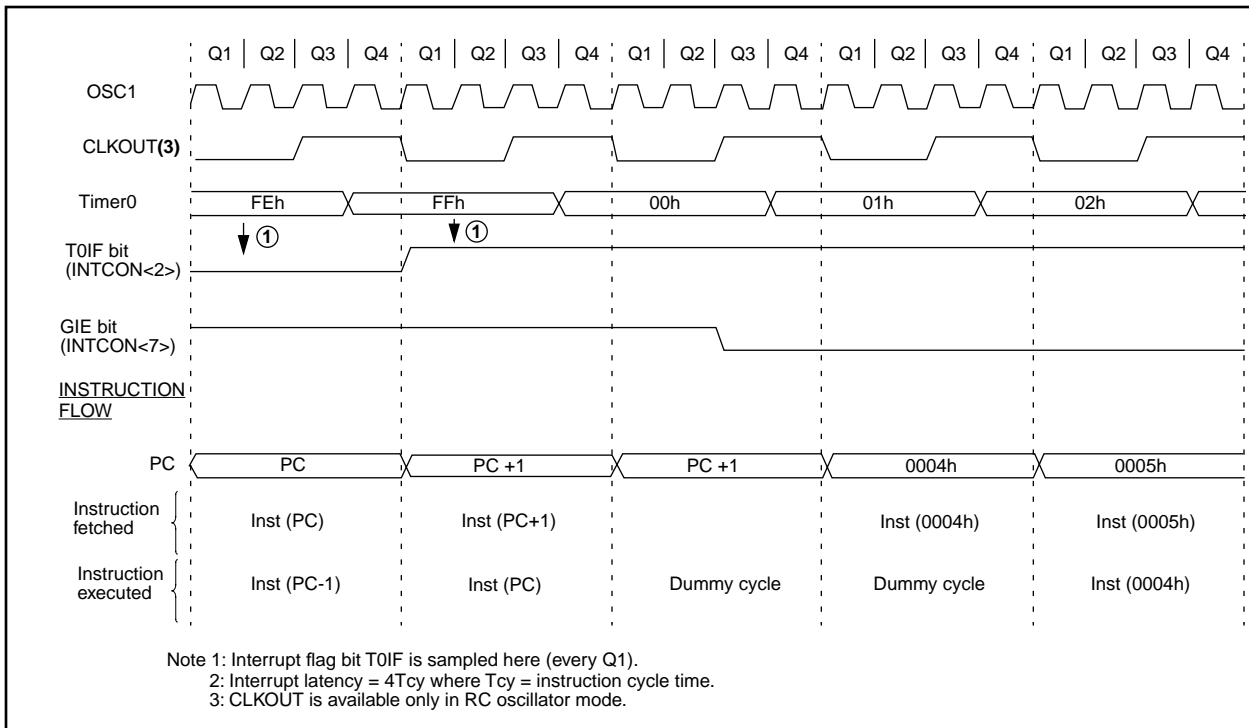 Q1 Q2 Q3 Q4 Q1 Q2 Q3 Q4 Q1 Q2 Q3 Q4 Q1 Q2 Q3 Q4 Q1 Q2 Q3 Q4
OSC1
CLKOUT(3)
Timer0 FEh FFh 00h 01h 02h
1 1
T0IF bit
(INTCON<2>)
GIE bit
(INTCON<7>)
INSTRUCTION
FLOW
PC PC PC +1 PC +1 0004h 0005h
Instruction
fetched
Inst (PC) Inst (PC+1) Inst (0004h) Inst (0005h)
Instruction
executed
Inst (PC-1) Inst (PC) Dummy cycle Dummy cycle Inst (0004h)
Note 1: Interrupt flag bit T0IF is sampled here (every Q1).
2: Interrupt latency = 4Tcy where Tcy = instruction cycle time.
3: CLKOUT is available only in RC oscillator mode.